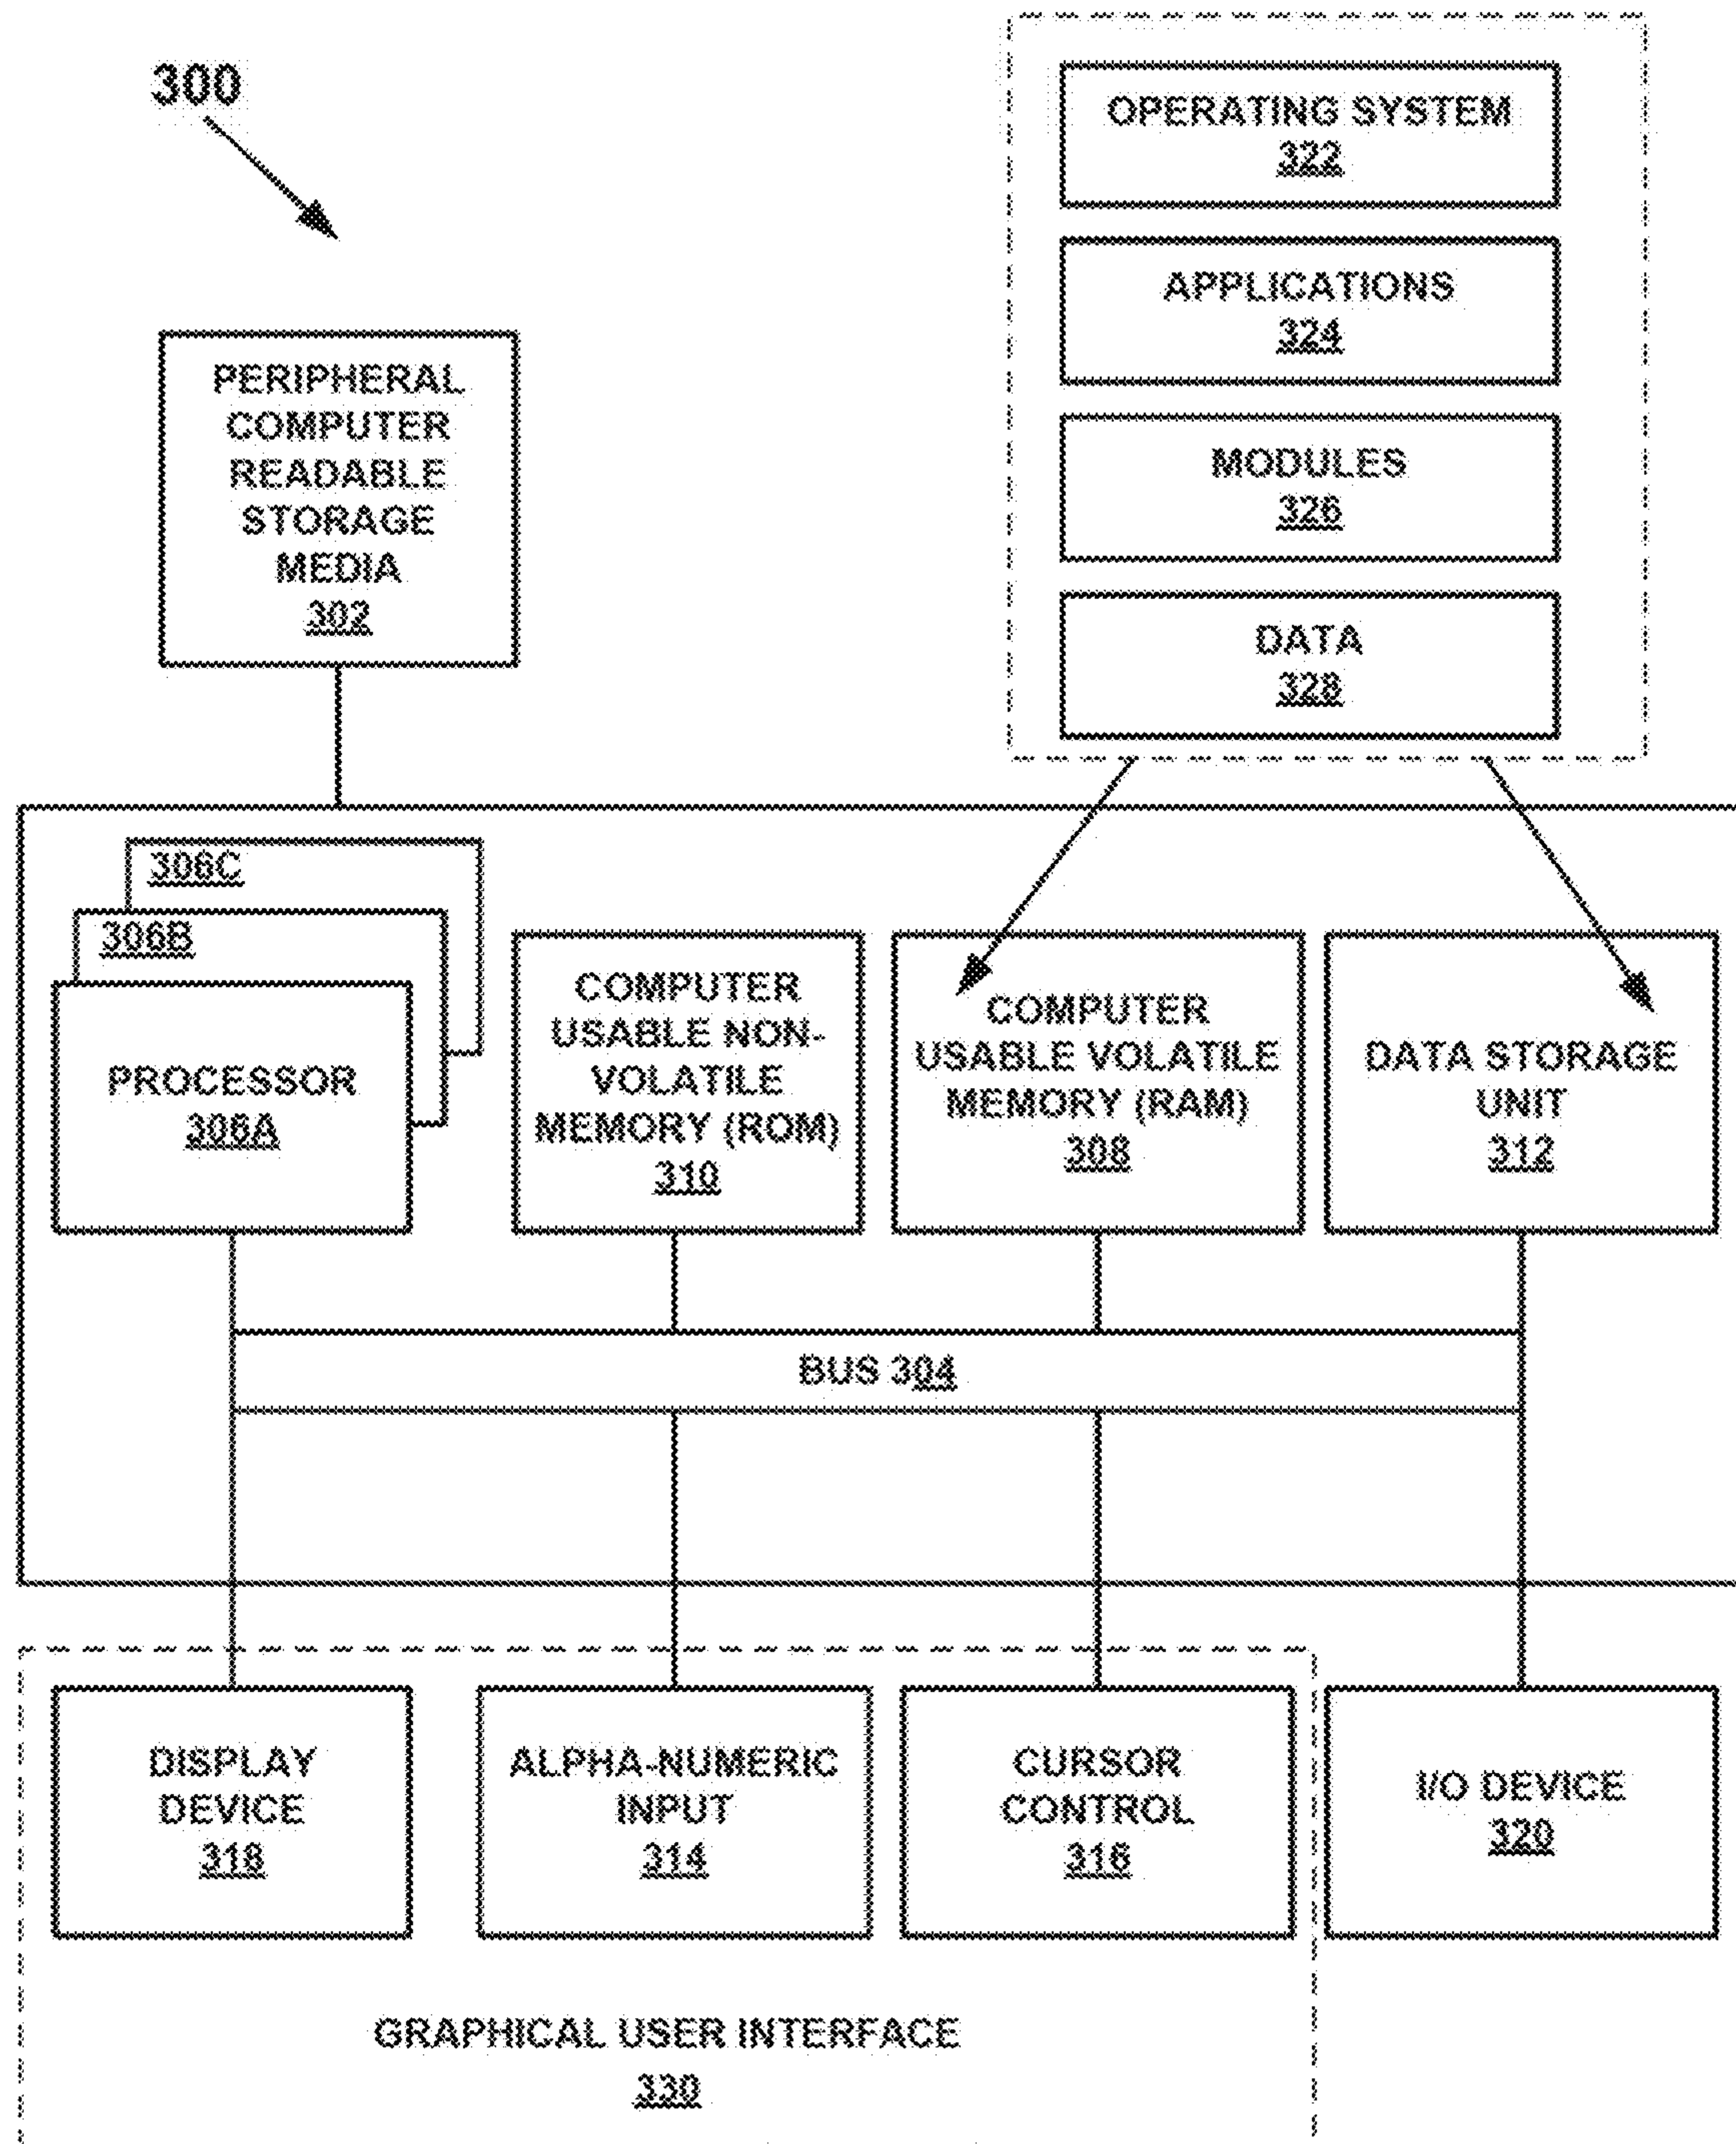 300
OPERATING SYSTEM
322
APPLICATIONS
324
MODULES
326
DATA
328
PERIPHERAL
COMPUTER
READABLE
STORAGE
MEDIA
302
306C
306B
PROCESSOR
306A
COMPUTER
USABLE NON-
VOLATILE
MEMORY (ROM)
310
COMPUTER
USABLE VOLATILE
MEMORY (RAM)
308
DATA STORAGE
UNIT
312
BUS 304
DISPLAY
DEVICE
318
ALPHA-NUMERIC
INPUT
314
CURSOR
CONTROL
316
I/O DEVICE
320
GRAPHICAL USER INTERFACE
330